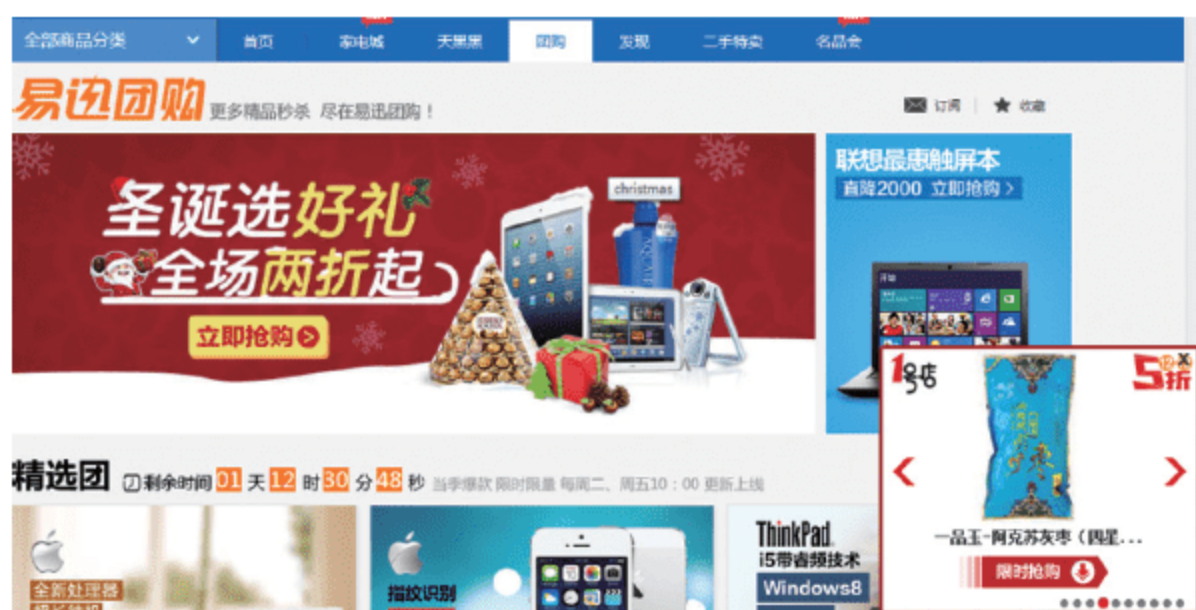 全部商品分类
首页
家电城
天黑黑
团购
发现
二手特卖
名品会
易迅团购
更多精品秒杀 尽在易迅团购！
订阅
收藏
圣诞选好礼
全场两折起
立即抢购
christmas
联想最惠触屏本
直降2000 立即抢购
开始
1号店
5折
一品玉-阿克苏灰枣（四星...
限时抢购
精选团
剩余时间 01 天 12 时 30 分 48 秒
当季爆款 限时限量 每周二、周五10：00 更新上线
全新处理器
指纹识别
ThinkPad
i5带睿频技术
Windows8